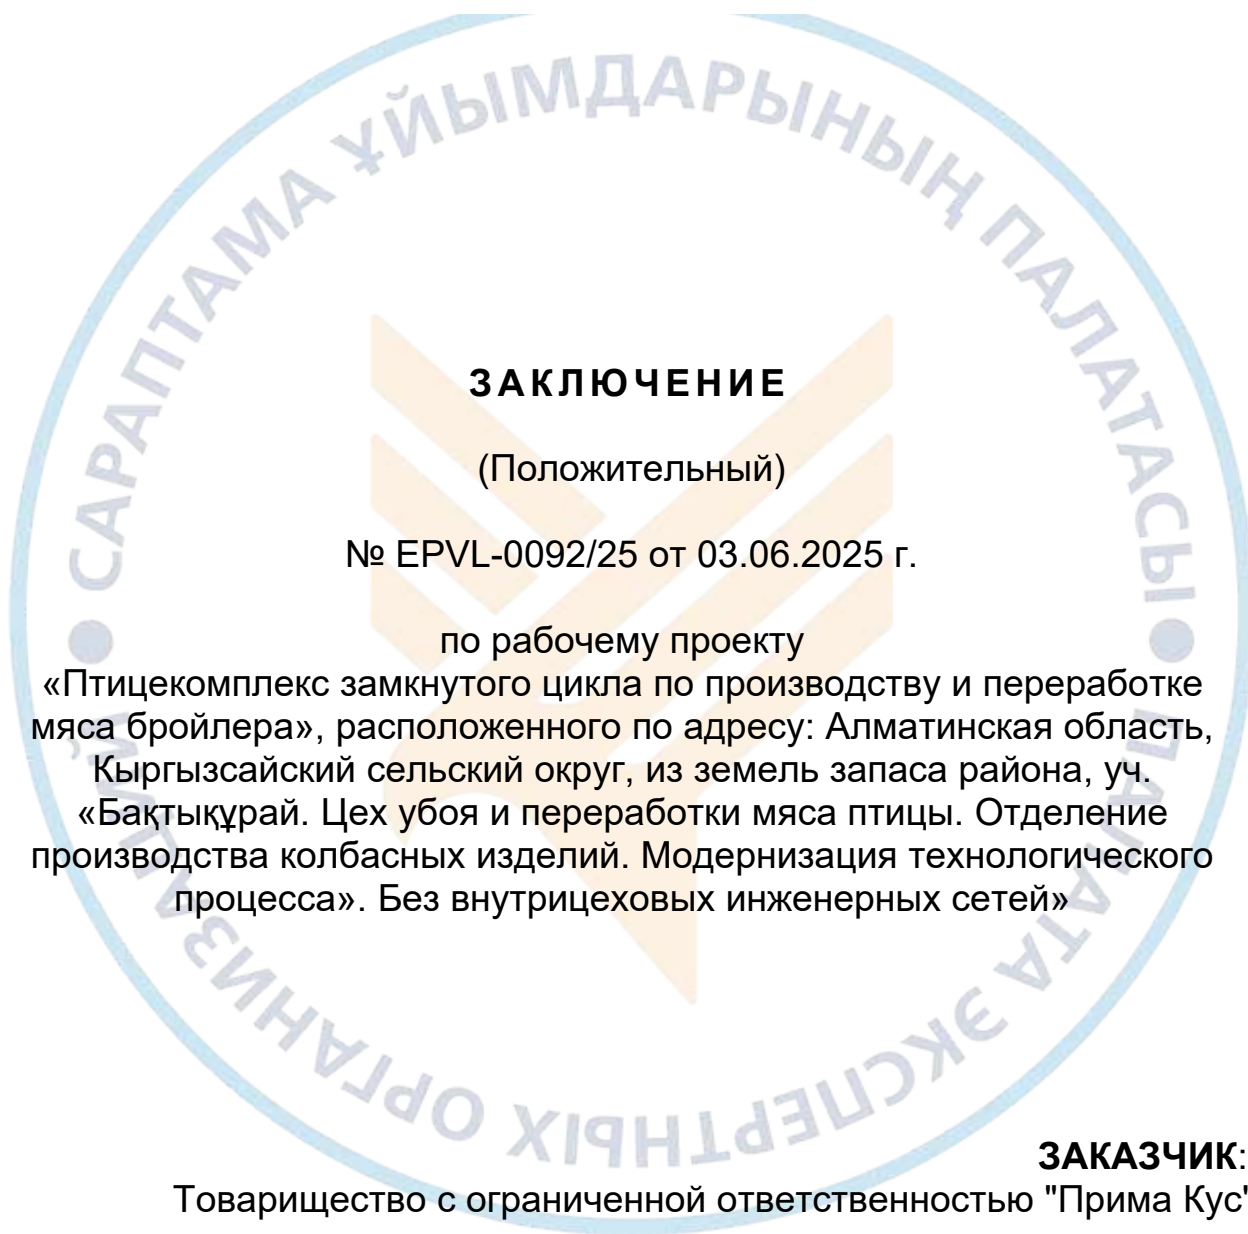 САРАПТАМА ҰЙЫМДАРЫНЫҢ ПАЛАТАСЫ
ПАЛАТА ЭКСПЕРТНЫХ ОРГАНИЗАЦИЙ
ЗАКЛЮЧЕНИЕ
(Положительный)
№ EPVL-0092/25 от 03.06.2025 г.
по рабочему проекту
«Птицекомплекс замкнутого цикла по производству и переработке
мяса бройлера», расположенного по адресу: Алматинская область,
Кыргызсайский сельский округ, из земель запаса района, уч.
«Бақтықұрай. Цех убоя и переработки мяса птицы. Отделение
производства колбасных изделий. Модернизация технологического
процесса». Без внутрицеховых инженерных сетей»
ЗАКАЗЧИК:
Товарищество с ограниченной ответственностью "Прима Кус"